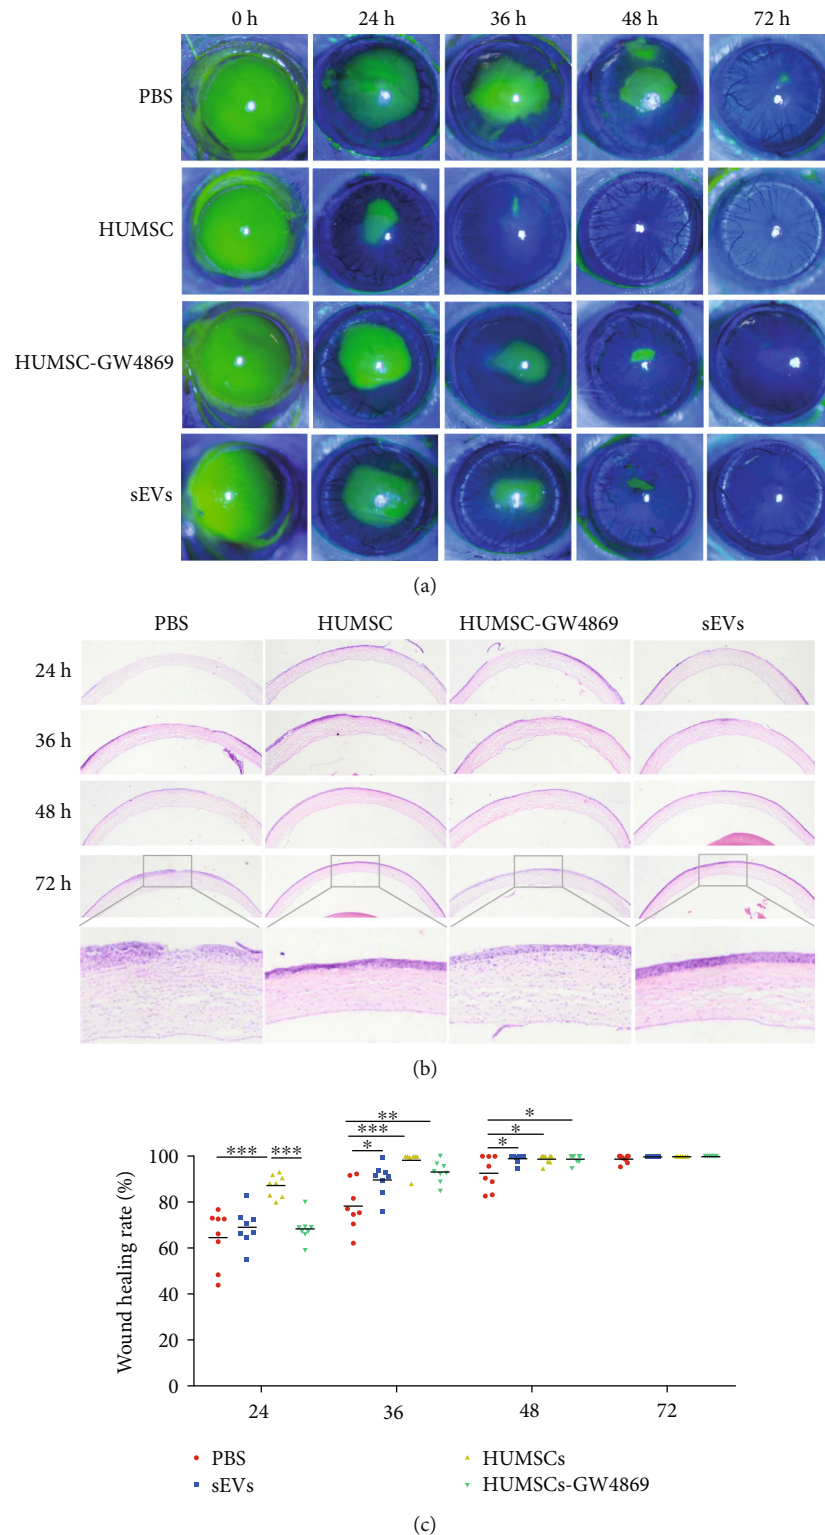 0 h 24 h 36 h 48 h 72 h
PBS
HUMSC
HUMSC-GW4869
sEVs
(a)
PBS HUMSC HUMSC-GW4869 sEVs
24 h
36 h
48 h
72 h
(b)
Wound healing rate (%)
100
80
60
40
20
0
*** ***
**
***
*
*
*
*
24 36 48 72
PBS HUMSCs
sEVs HUMSCs-GW4869
(c)